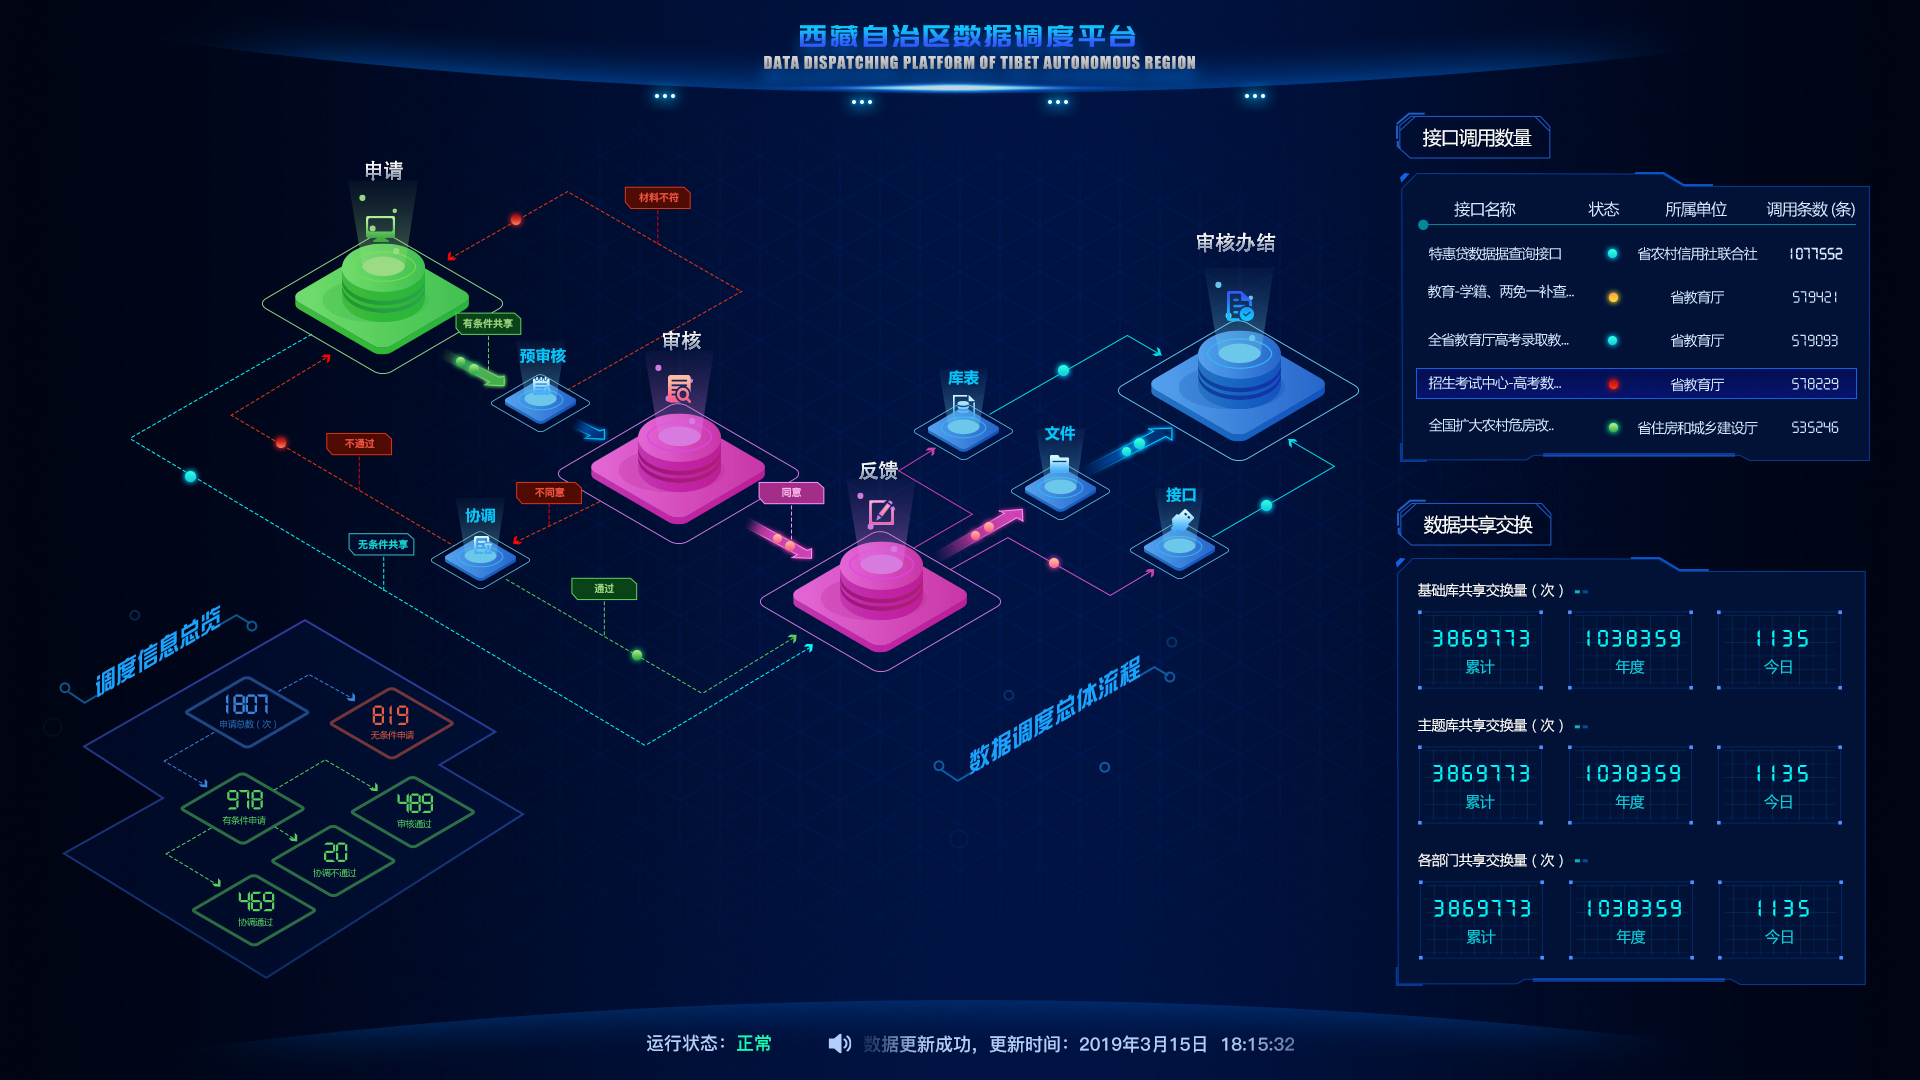 西藏自治区数据调度平台
DATA DISPATCHING PLATFORM OF TIBET AUTONOMOUS REGION
申请
材料不符
有条件共享
预审核
审核
不通过
不同意
同意
协调
无条件共享
通过
反馈
库表
文件
接口
审核办结
数据调度总体流程
调度信息总览
1807
申请总数(次)
819
无条件申请
978
有条件申请
489
审核通过
20
协调不通过
469
协调通过
接口调用数量
接口名称 状态 所属单位 调用条数(条)
特惠贷数据据查询接口 省农村信用社联合社 1077552
教育-学籍、两免一补查... 省教育厅 579421
全省教育厅高考录取教... 省教育厅 579093
招生考试中心-高考数... 省教育厅 578229
全国扩大农村危房改.. 省住房和城乡建设厅 535246
数据共享交换
基础库共享交换量(次)
3869773 1038359 1135
累计 年度 今日
主题库共享交换量(次)
3869773 1038359 1135
累计 年度 今日
各部门共享交换量(次)
3869773 1038359 1135
累计 年度 今日
运行状态：正常 数据更新成功，更新时间：2019年3月15日 18:15:32